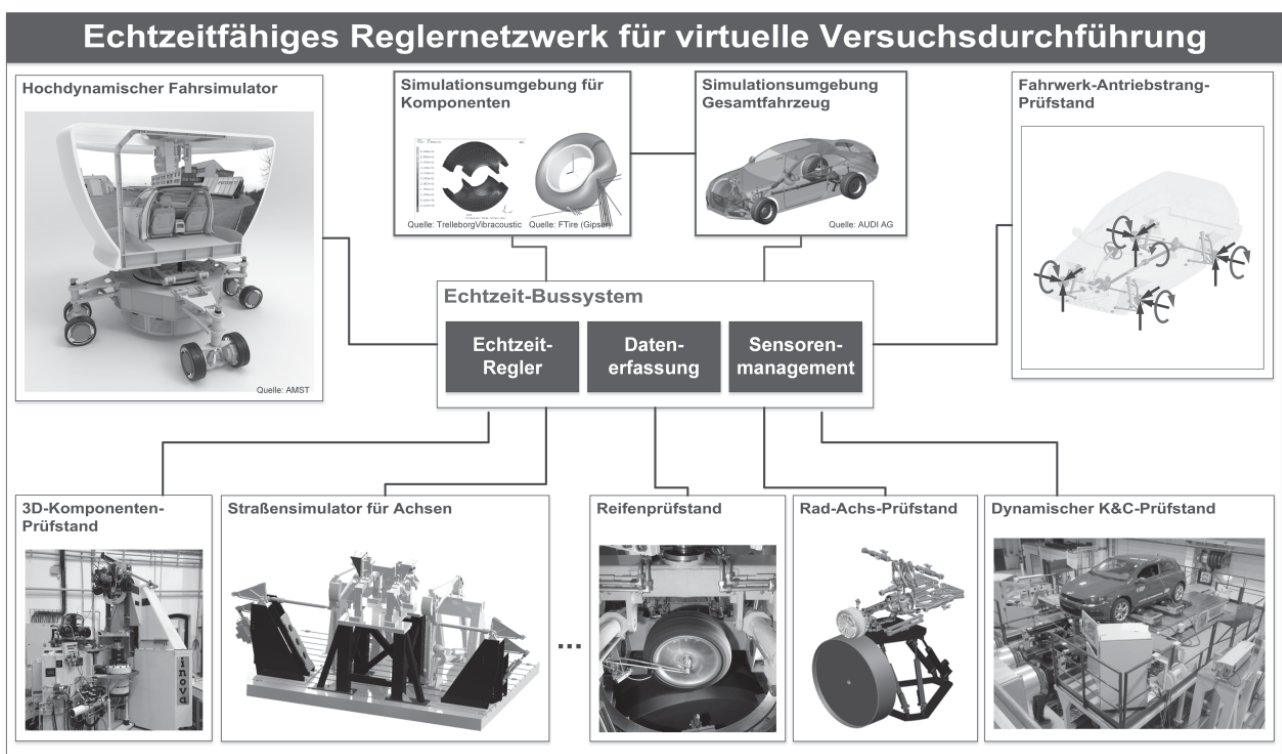 Echtzeitfähiges Reglernetzwerk für virtuelle Versuchsdurchführung
Hochdynamischer Fahrsimulator
Quelle: AMST
Simulationsumgebung für
Komponenten
Quelle: TrelleborgVibracoustic
Quelle: FTire (Gipser)
Simulationsumgebung
Gesamtfahrzeug
Quelle: AUDI AG
Fahrwerk-Antriebstrang-
Prüfstand
Echtzeit-Bussystem
Echtzeit-
Regler
Daten-
erfassung
Sensoren-
management
3D-Komponenten-
Prüfstand
inova
Straßensimulator für Achsen
...
Reifenprüfstand
Rad-Achs-Prüfstand
Dynamischer K&C-Prüfstand